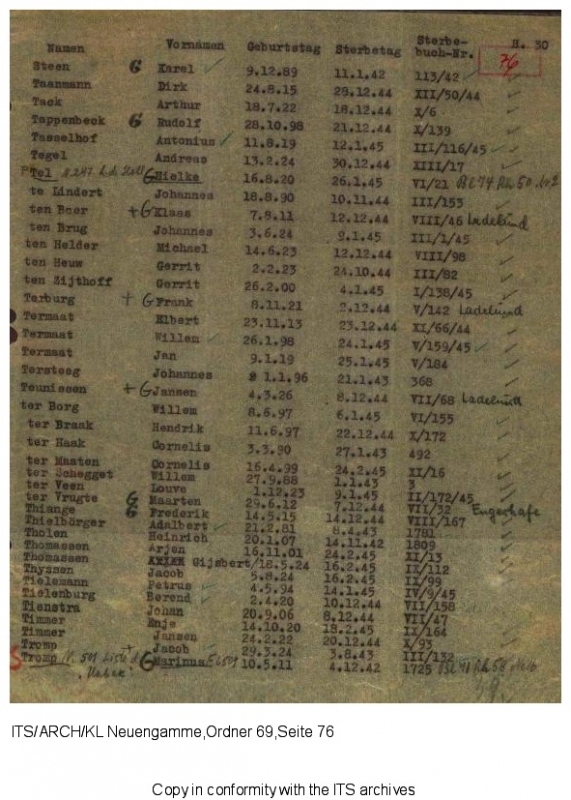 Namen Vornamen Geburtstag Sterbetag Sterbe-buch-Nr. H. 30
76
Steen G Karel 9.12.89 11.1.42 113/42
Taanmann Dirk 24.8.15 29.12.44 XII/50/44
Tack Arthur 18.7.22 18.12.44 X/6
Tappenbeck G Rudolf 28.10.98 21.12.44 X/139
Tasselhof Antonius 11.8.19 12.1.45 III/116/45
Tegel Andreas 13.2.24 30.12.44 XIII/17
Tel G Hielke 16.8.20 26.1.45 VI/21
te Lindert Johannes 18.8.90 10.11.44 III/153
ten Boer + G Klaas 7.8.11 12.12.44 VIII/46 Ladelund
ten Brug Johannes 3.6.24 9.1.45 III/1/45
ten Helder Michael 14.6.23 12.12.44 VIII/98
ten Heuw Gerrit 2.2.23 24.10.44 III/82
ten Zijthoff Gerrit 26.2.00 4.1.45 I/138/45
Terburg + G Frank 8.11.21 2.12.44 V/142 Ladelund
Termaat Elbert 23.11.13 23.12.44 XI/66/44
Termaat Willem 26.1.98 24.1.45 V/159/45
Termaat Jan 9.1.19 25.1.45 V/184
Tersteeg Johannes 1.1.96 21.1.43 368
Teunissen + G Jansen 4.3.26 8.12.44 VII/68 Ladelund
ter Borg Willem 8.6.97 6.1.45 VI/155
ter Braak Hendrik 11.6.97 22.12.44 X/172
ter Haak Cornelis 3.3.90 27.1.43 492
ter Maaten Cornelis 16.4.99 24.2.45 XI/16
ter Schegget Willem 27.9.88 1.1.43 3
ter Veen Louve 1.12.23 9.1.45 II/172/45
ter Vrugte G Maarten 29.6.12 7.12.44 VII/32 Engerhafe
Thiange G Frederik 14.5.15 14.12.44 VIII/167
Thielbörger Adalbert 21.2.81 8.4.43 1781
Tholen Heinrich 20.1.07 14.11.42 1809
Thomassen Arjen 16.11.01 24.2.45 XI/13
Thomassen Gijsbert/18.5.24 16.2.45 II/112
Thyssen Jacob 5.8.24 16.2.45 II/99
Tielemann Petrus 4.5.94 14.1.45 IV/9/45
Tielenburg Berend 2.4.20 10.12.44 VII/158
Tienstra Johan 20.9.06 8.12.44 VII/47
Timmer Enje 14.10.20 18.2.45 II/164
Timmer Jansen 24.2.22 20.12.44 X/93
Tromp Jacob 29.3.24 3.8.43 III/132
Tromp G Marinus 10.5.11 4.12.42 1725
ITS/ARCH/KL Neuengamme,Ordner 69,Seite 76
Copy in conformity with the ITS archives